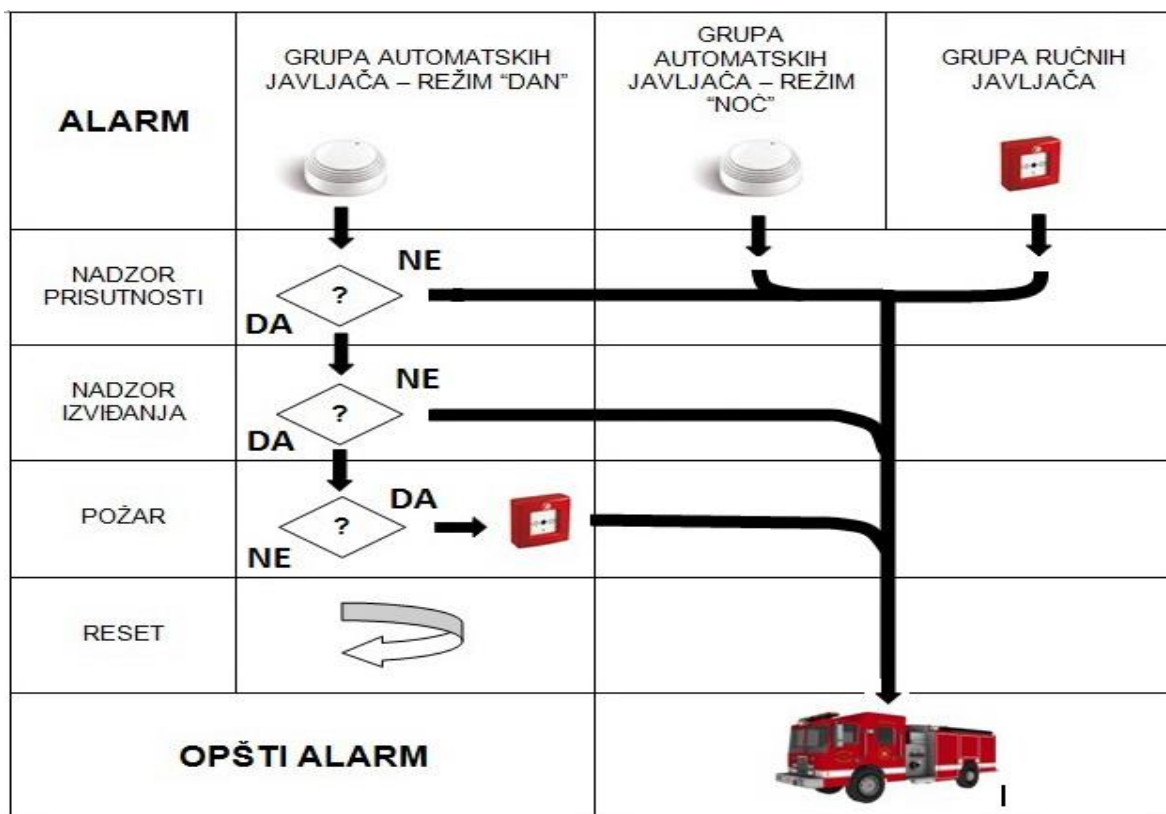 ALARM
GRUPA AUTOMATSKIH
JAVLJAČA – REŽIM “DAN”
GRUPA
AUTOMATSKIH
JAVLJAČA – REŽIM
“NOĆ”
GRUPA RUČNIH
JAVLJAČA
NADZOR
PRISUTNOSTI
?
NE
DA
NADZOR
IZVIĐANJA
?
NE
DA
POŽAR
?
DA
NE
RESET
OPŠTI ALARM